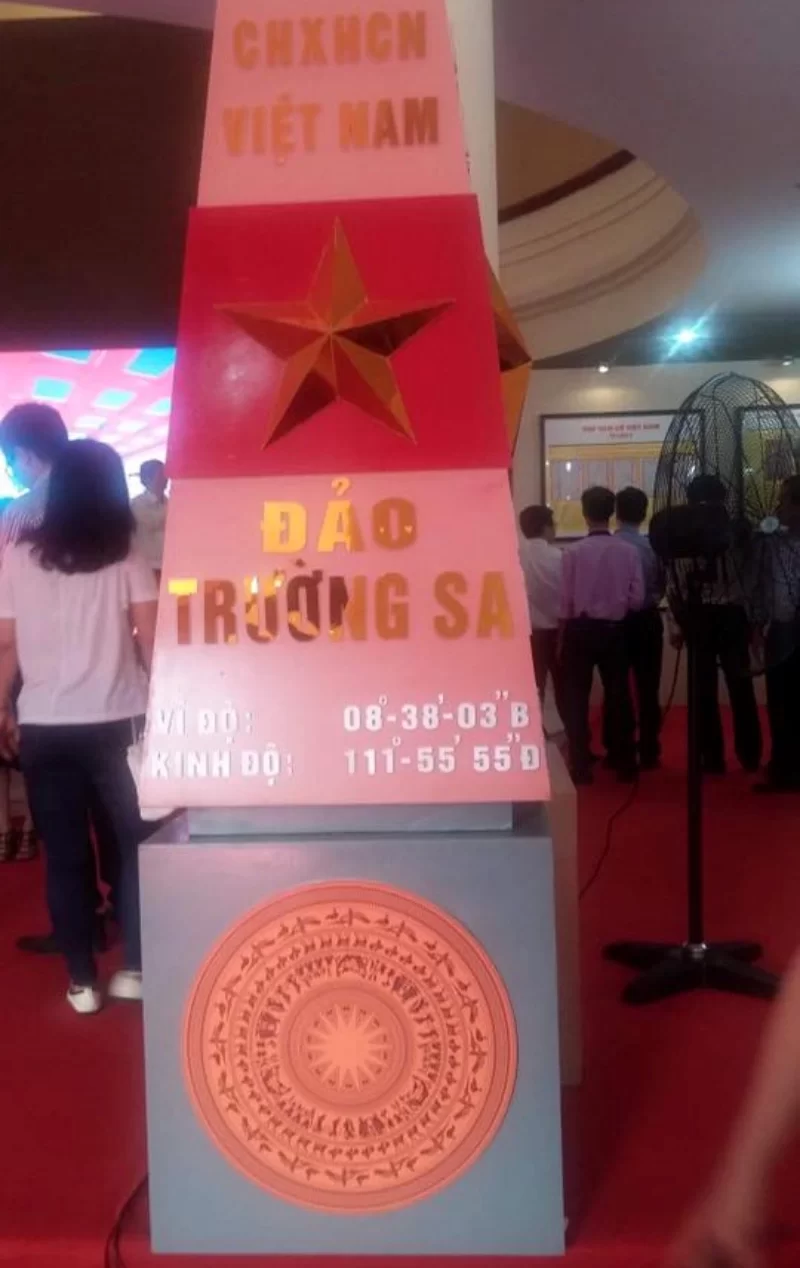 CHXHCN
VIỆT NAM
ĐẢO
TRƯỜNG SA
VĨ ĐỘ: 08°-38'-03" B
KINH ĐỘ: 111°-55' 55" Đ